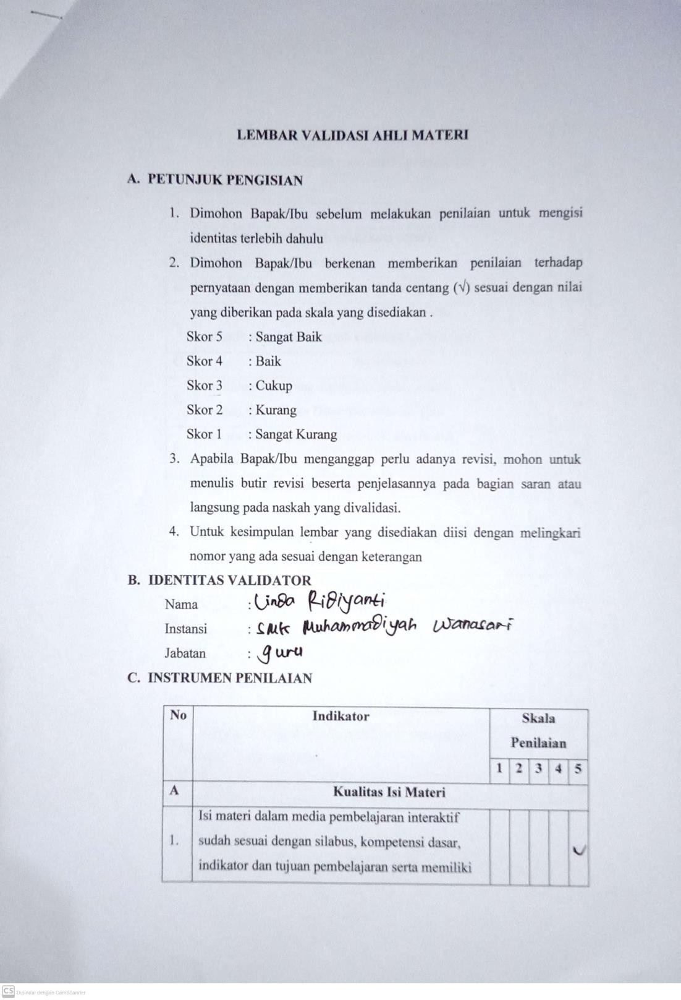 LEMBAR VALIDASI AHLI MATERI
A. PETUNJUK PENGISIAN
1. Dimohon Bapak/Ibu sebelum melakukan penilaian untuk mengisi
identitas terlebih dahulu
2. Dimohon Bapak/Ibu berkenan memberikan penilaian terhadap
pernyataan dengan memberikan tanda centang (√) sesuai dengan nilai
yang diberikan pada skala yang disediakan .
Skor 5 : Sangat Baik
Skor 4 : Baik
Skor 3 : Cukup
Skor 2 : Kurang
Skor 1 : Sangat Kurang
3. Apabila Bapak/Ibu menganggap perlu adanya revisi, mohon untuk
menulis butir revisi beserta penjelasannya pada bagian saran atau
langsung pada naskah yang divalidasi.
4. Untuk kesimpulan lembar yang disediakan diisi dengan melingkari
nomor yang ada sesuai dengan keterangan
B. IDENTITAS VALIDATOR
Nama : Linda Ridiyanti
Instansi : SMK Muhammadiyah Wanasari
Jabatan : guru
C. INSTRUMEN PENILAIAN
No Indikator Skala
Penilaian
1 2 3 4 5
A Kualitas Isi Materi
Isi materi dalam media pembelajaran interaktif
1. sudah sesuai dengan silabus, kompetensi dasar, ✓
indikator dan tujuan pembelajaran serta memiliki
CS Dipindai dengan CamScanner